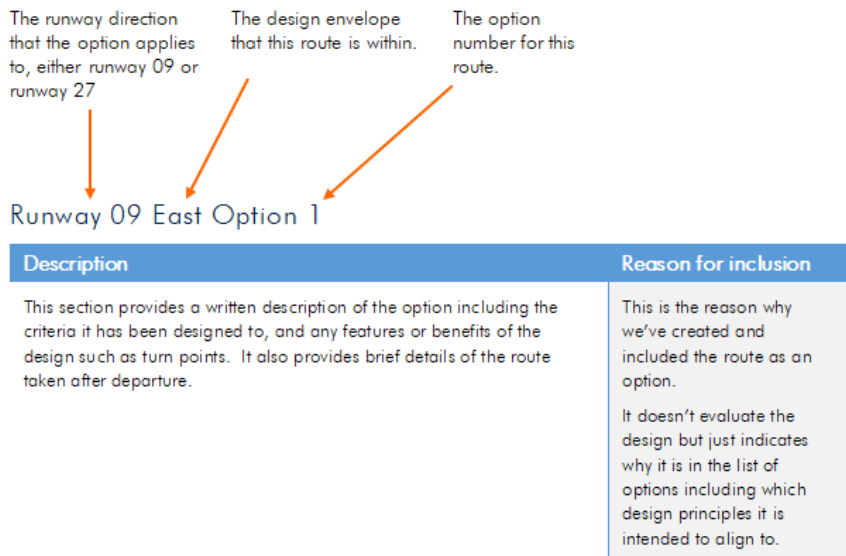 The runway direction
that the option applies
to, either runway 09 or
runway 27
The design envelope
that this route is within.
The option
number for this
route.
Runway 09 East Option 1
Description
Reason for inclusion
This section provides a written description of the option including the
criteria it has been designed to, and any features or benefits of the
design such as turn points. It also provides brief details of the route
taken after departure.
This is the reason why
we've created and
included the route as an
option.
It doesn't evaluate the
design but just indicates
why it is in the list of
options including which
design principles it is
intended to align to.